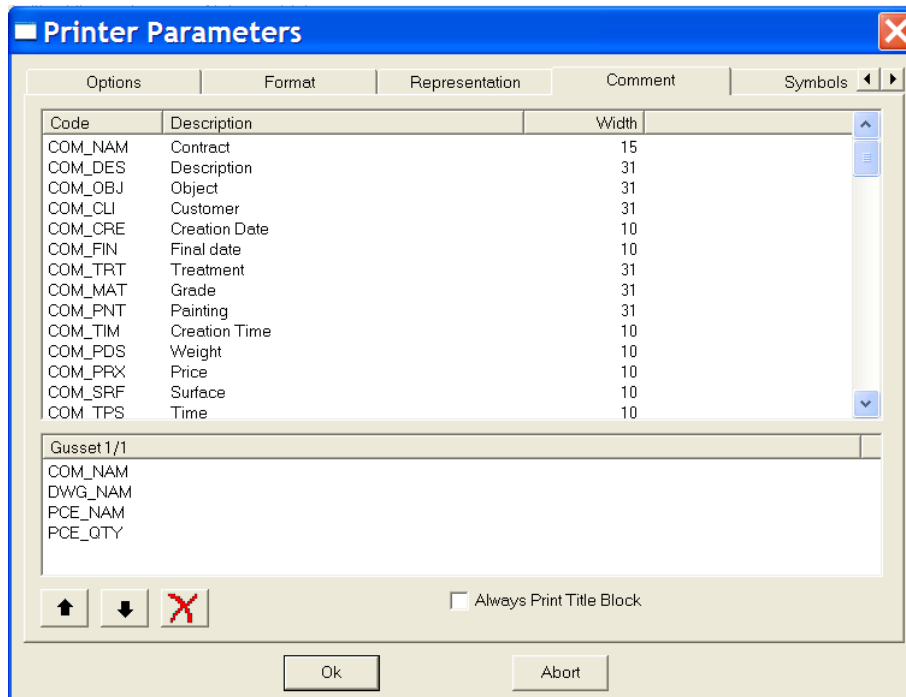 Printer Parameters
Options Format Representation Comment Symbols
Code Description Width
COM_NAM Contract 15
COM_DES Description 31
COM_OBJ Object 31
COM_CLI Customer 31
COM_CRE Creation Date 10
COM_FIN Final date 10
COM_TRT Treatment 31
COM_MAT Grade 31
COM_PNT Painting 31
COM_TIM Creation Time 10
COM_PDS Weight 10
COM_PRX Price 10
COM_SRF Surface 10
COM_TPS Time 10
Gusset 1/1
COM_NAM
DWG_NAM
PCE_NAM
PCE_QTY
Always Print Title Block
Ok Abort